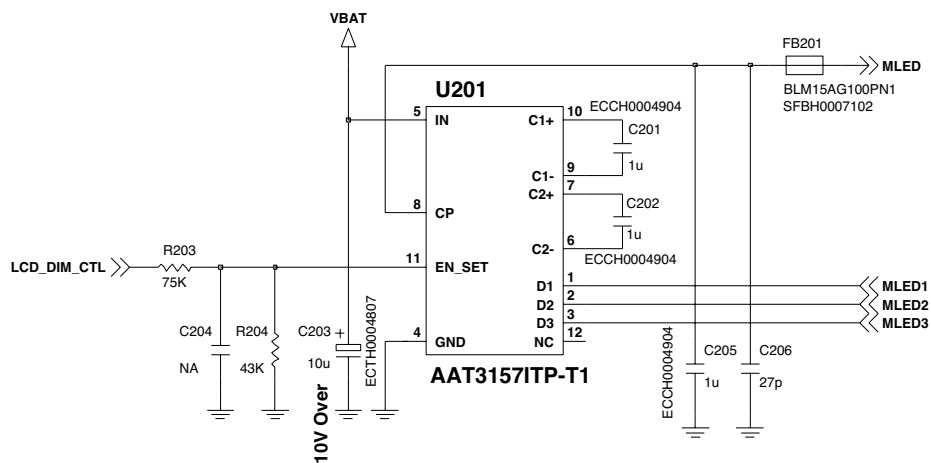 VBAT
FB201
MLED
BLM15AG100PN1
SFBH0007102
U201
ECCH0004904
5
IN
C1+
10
C201
1u
C1-
9
C2+
7
8
CP
C202
1u
C2-
6
ECCH0004904
R203
LCD_DIM_CTL
75K
11
EN_SET
D1
1
MLED1
D2
2
MLED2
D3
3
MLED3
4
GND
NC
12
C204
NA
R204
43K
C203
+
10u
ECTH0004807
10V Over
AAT3157ITP-T1
ECCH0004904
C205
1u
C206
27p